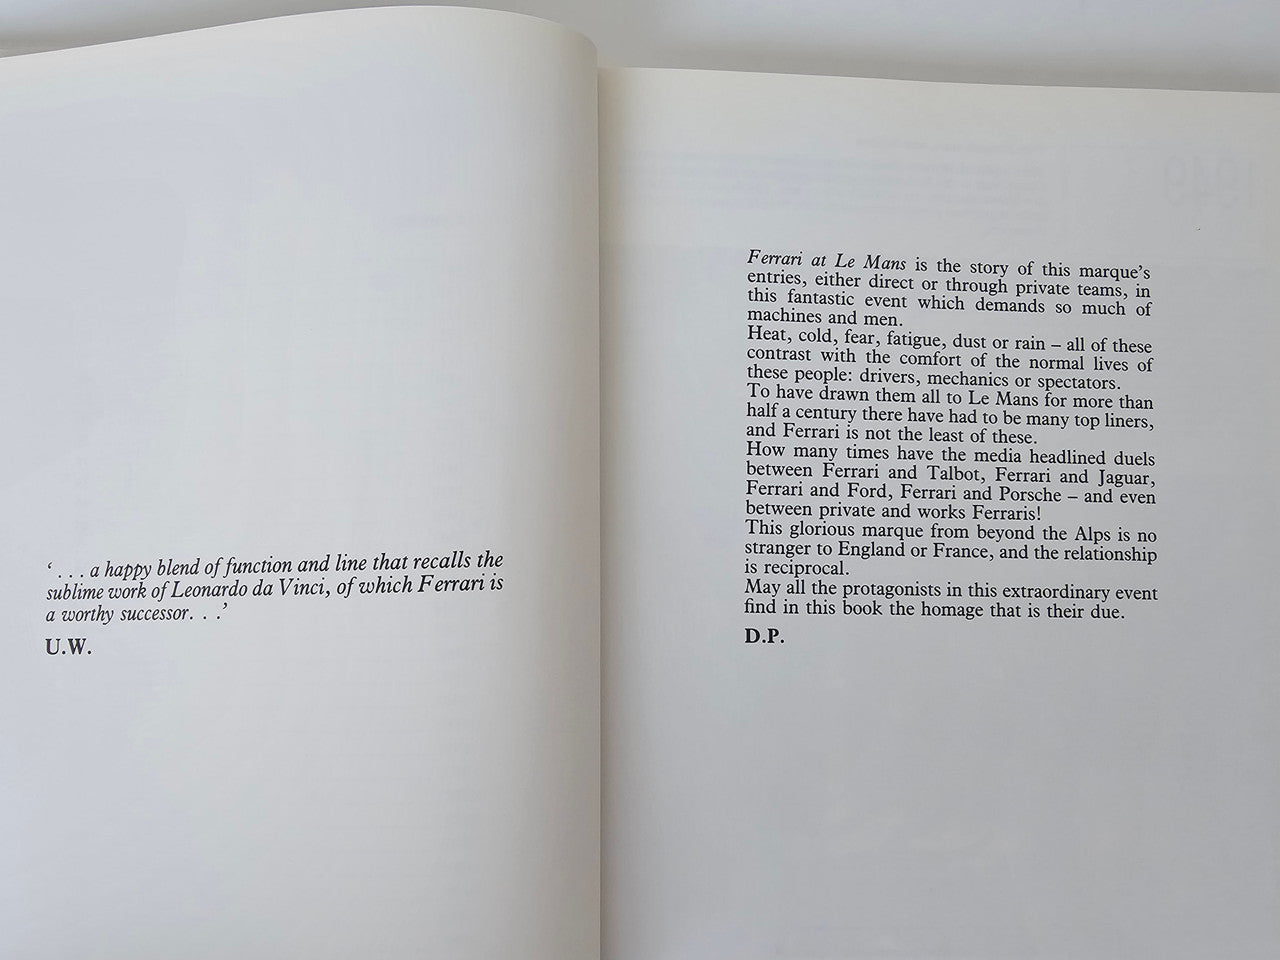 ‘ . . . a happy blend of function and line that recalls the
sublime work of Leonardo da Vinci, of which Ferrari is
a worthy successor. . .’
U.W.
Ferrari at Le Mans is the story of this marque’s
entries, either direct or through private teams, in
this fantastic event which demands so much of
machines and men.
Heat, cold, fear, fatigue, dust or rain – all of these
contrast with the comfort of the normal lives of
these people: drivers, mechanics or spectators.
To have drawn them all to Le Mans for more than
half a century there have had to be many top liners,
and Ferrari is not the least of these.
How many times have the media headlined duels
between Ferrari and Talbot, Ferrari and Jaguar,
Ferrari and Ford, Ferrari and Porsche – and even
between private and works Ferraris!
This glorious marque from beyond the Alps is no
stranger to England or France, and the relationship
is reciprocal.
May all the protagonists in this extraordinary event
find in this book the homage that is their due.
D.P.